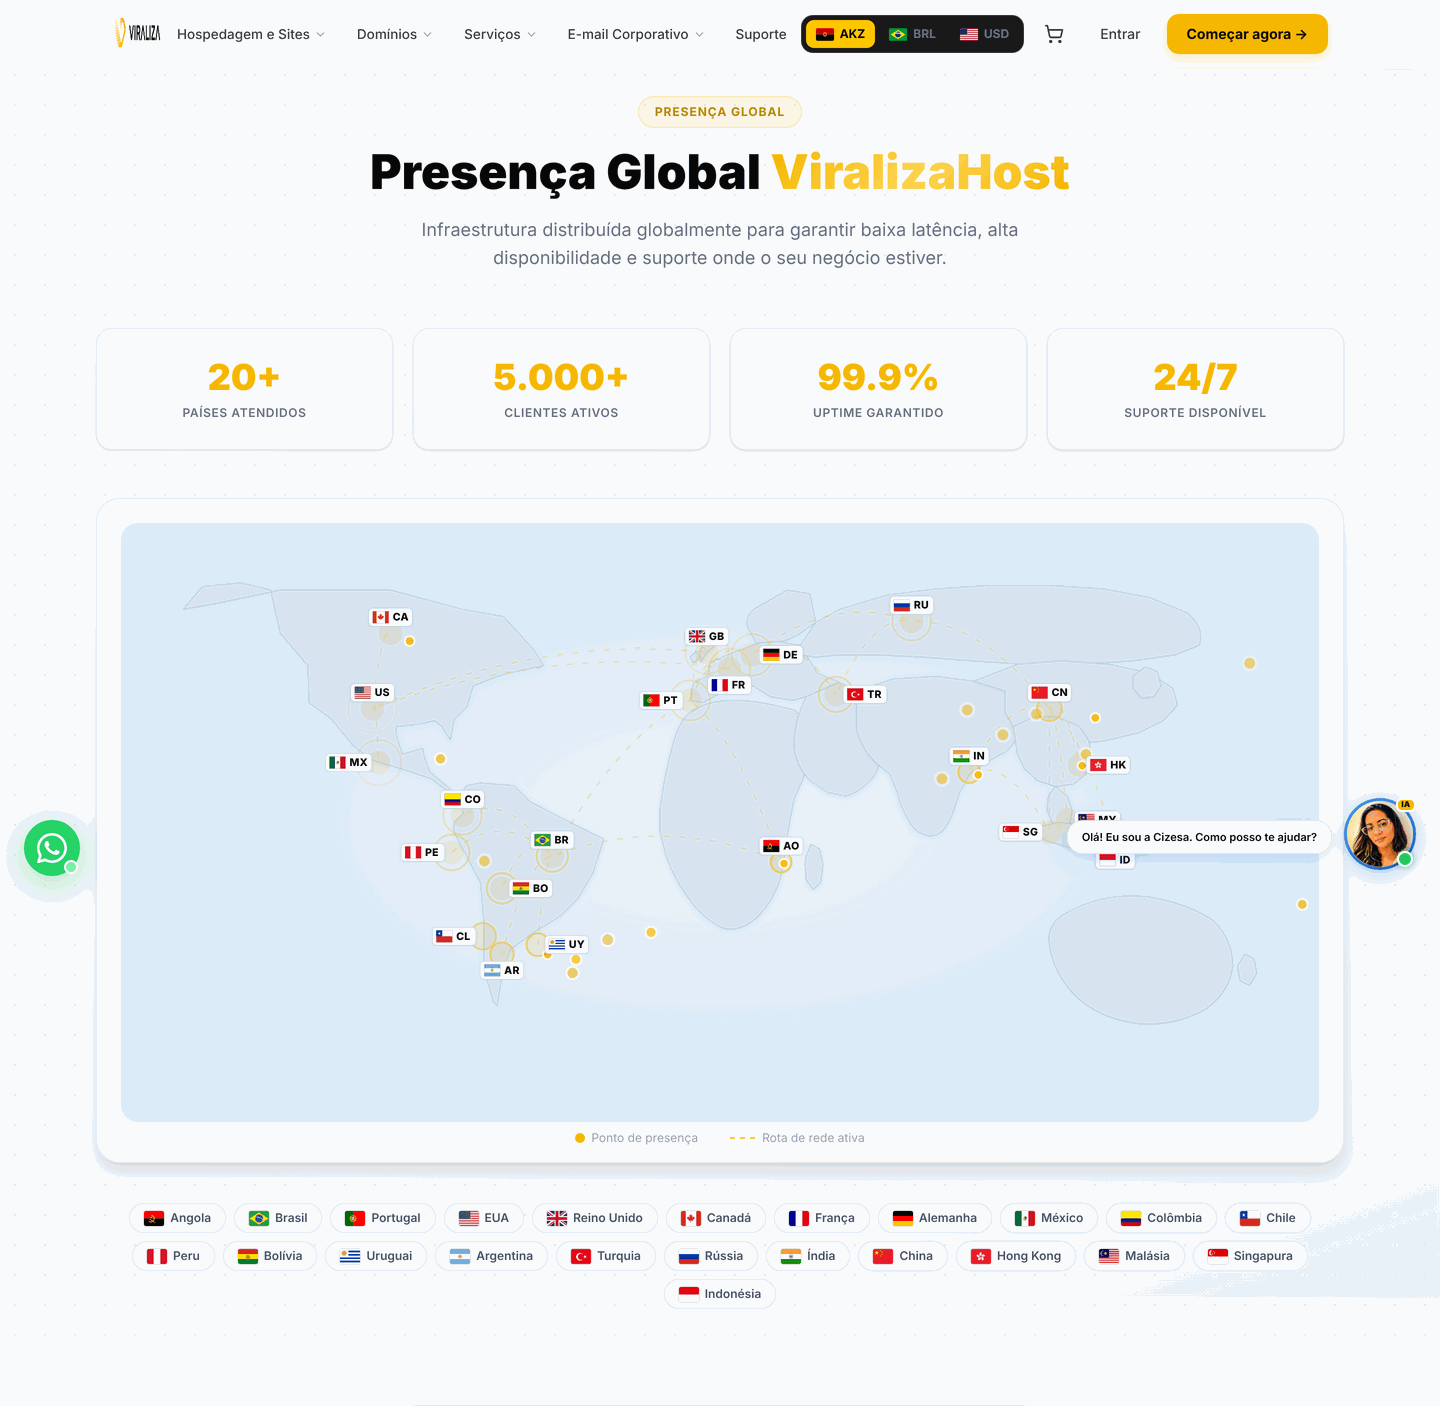 VIRALIZA
Hospedagem e Sites
Domínios
Serviços
E-mail Corporativo
Suporte
AKZ
BRL
USD
Entrar
Começar agora →
PRESENÇA GLOBAL
Presença Global ViralizaHost
Infraestrutura distribuída globalmente para garantir baixa latência, alta
disponibilidade e suporte onde o seu negócio estiver.
20+
PAÍSES ATENDIDOS
5.000+
CLIENTES ATIVOS
99.9%
UPTIME GARANTIDO
24/7
SUPORTE DISPONÍVEL
CA
RU
GB
DE
FR
US
PT
TR
CN
MX
IN
HK
CO
MY
SG
BR
AO
PE
ID
BO
CL
UY
AR
IA
Olá! Eu sou a Cizesa. Como posso te ajudar?
Ponto de presença
Rota de rede ativa
Angola
Brasil
Portugal
EUA
Reino Unido
Canadá
França
Alemanha
México
Colômbia
Chile
Peru
Bolívia
Uruguai
Argentina
Turquia
Rússia
Índia
China
Hong Kong
Malásia
Singapura
Indonésia